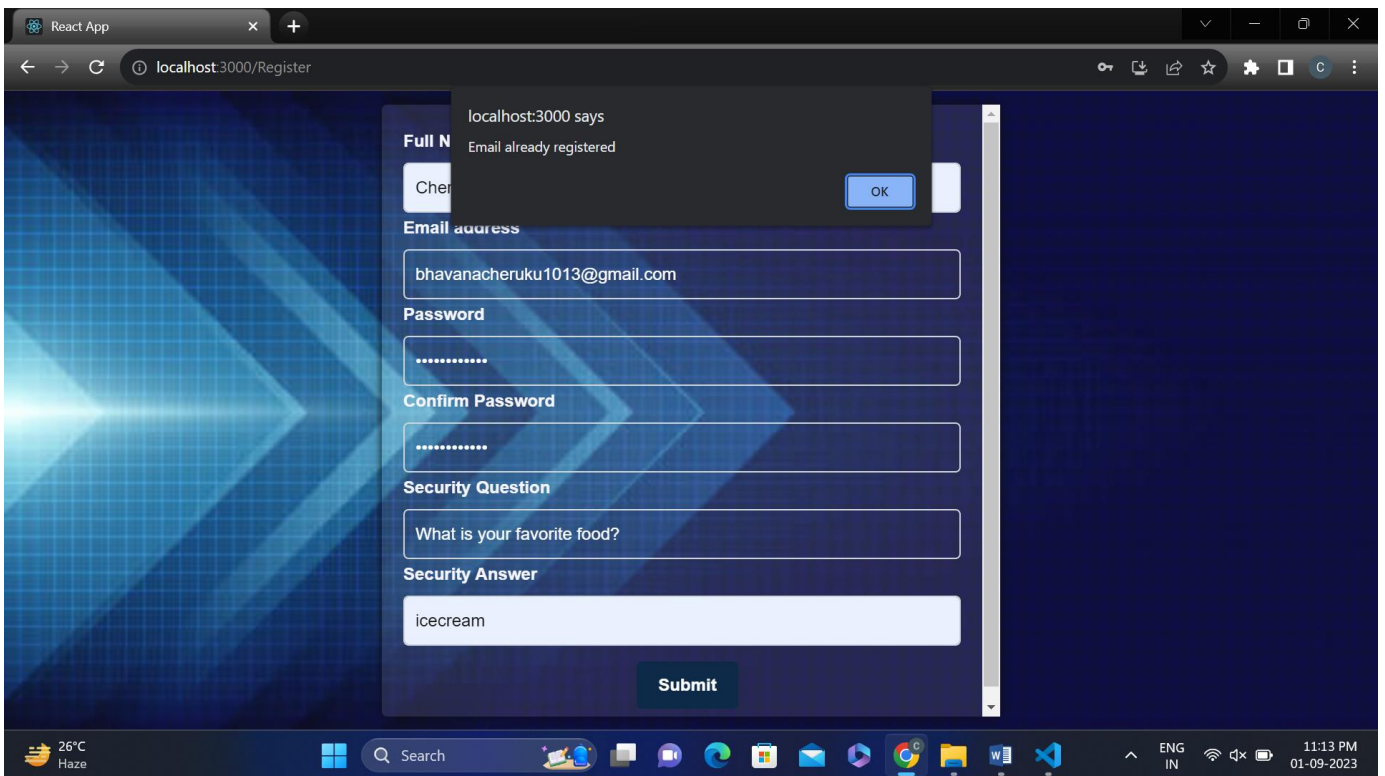 React App
localhost:3000/Register
localhost:3000 says
Email already registered
OK
Full N
Cher
Email address
bhavanacheruku1013@gmail.com
Password
••••••••••••
Confirm Password
••••••••••••
Security Question
What is your favorite food?
Security Answer
icecream
Submit
26°C
Haze
Search
ENG
IN
11:13 PM
01-09-2023